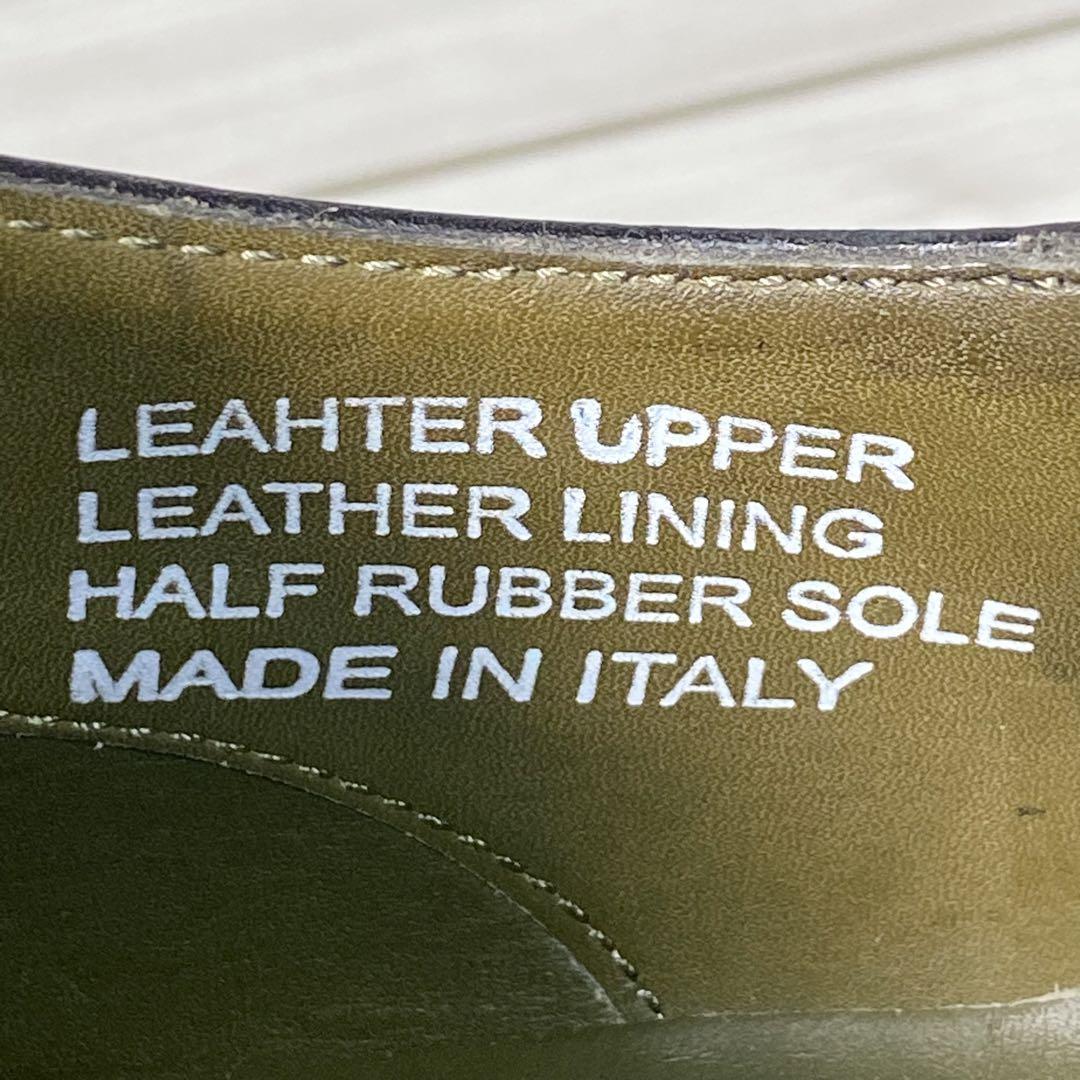 LEAHTER UPPER
LEATHER LINING
HALF RUBBER SOLE
MADE IN ITALY